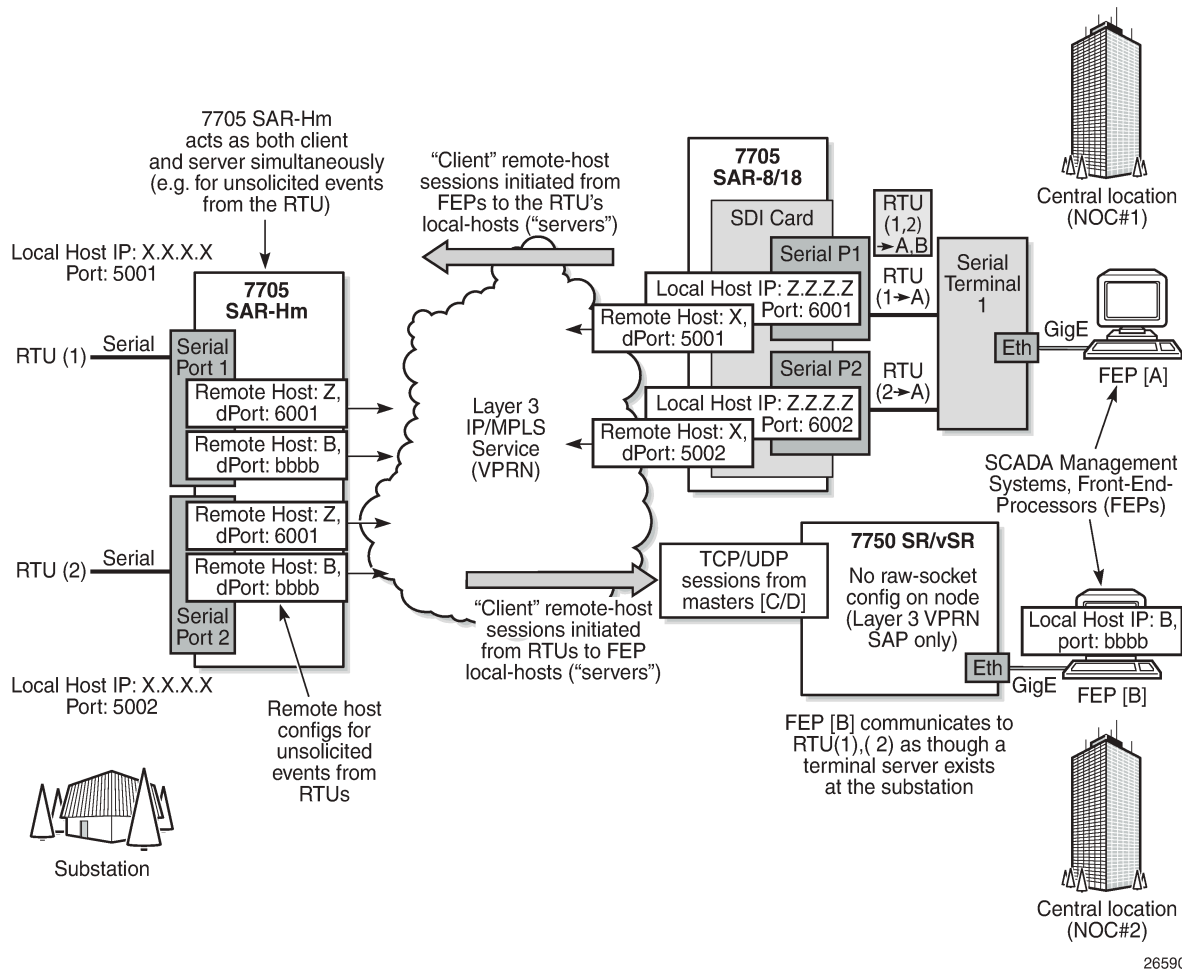 7705 SAR-Hm
acts as both client
and server simultaneously
(e.g. for unsolicited events
from the RTU)
“Client” remote-host
sessions initiated from
FEPs to the RTU’s
local-hosts (“servers”)
7705
SAR-8/18
SDI Card
RTU
(1,2)
➔A,B
Central location
(NOC#1)
Local Host IP: X.X.X.X
Port: 5001
7705
SAR-Hm
Serial P1
Local Host IP: Z.Z.Z.Z
Port: 6001
RTU
(1➔A)
Serial
Terminal
1
Remote Host: X,
dPort: 5001
RTU (1)
Serial
Serial
Port 1
Eth
GigE
FEP [A]
Remote Host: Z,
dPort: 6001
Remote Host: B,
dPort: bbbb
Layer 3
IP/MPLS
Service
(VPRN)
Serial P2
Local Host IP: Z.Z.Z.Z
Port: 6002
RTU
(2➔A)
Remote Host: X,
dPort: 5002
SCADA Management
Systems, Front-End-
Processors (FEPs)
Remote Host: Z,
dPort: 6001
RTU (2)
Serial
Remote Host: B,
dPort: bbbb
Serial
Port 2
TCP/UDP
sessions from
masters [C/D]
7750 SR/vSR
No raw-socket
config on node
(Layer 3 VPRN
SAP only)
Local Host IP: B,
port: bbbb
Eth
GigE
FEP [B]
“Client” remote-host
sessions initiated
from RTUs to FEP
local-hosts (“servers”)
Local Host IP: X.X.X.X
Port: 5002
Remote host
configs for
unsolicited
events from
RTUs
FEP [B] communicates to
RTU(1),( 2) as though a
terminal server exists
at the substation
Substation
Central location
(NOC#2)
26590